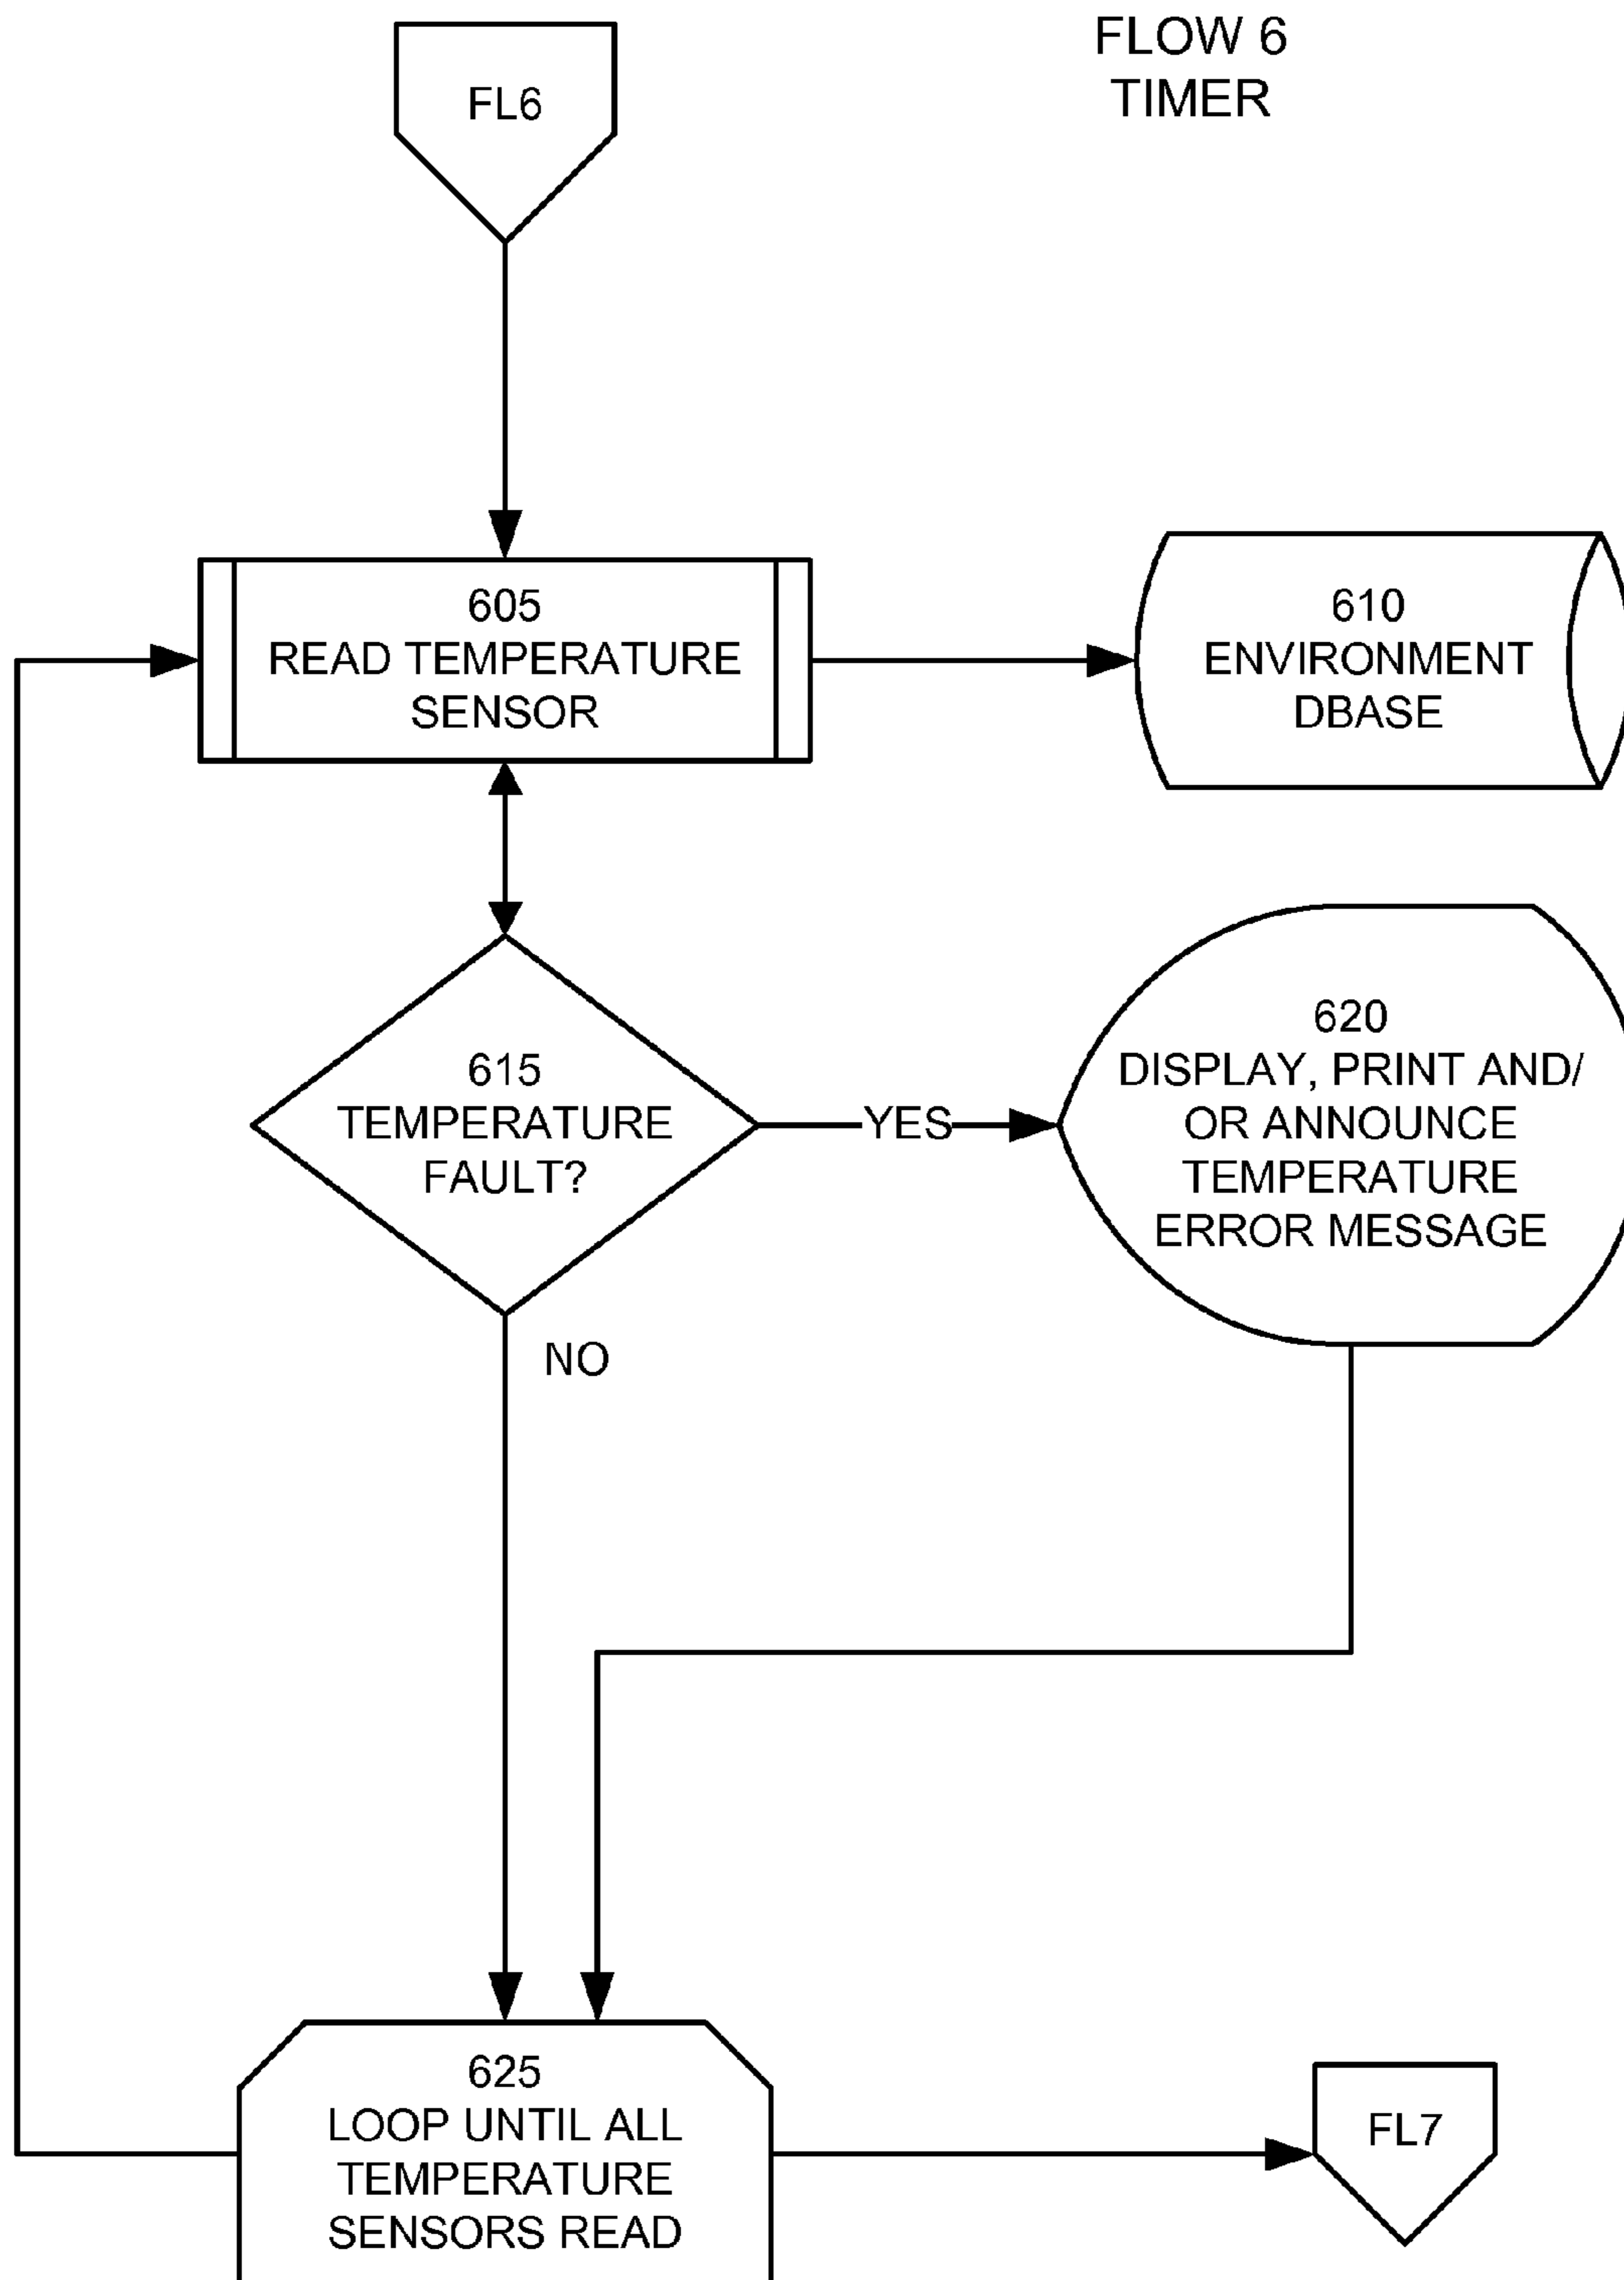 FLOW 6
TIMER
FL6
605
READ TEMPERATURE
SENSOR
610
ENVIRONMENT
DBASE
615
TEMPERATURE
FAULT?
YES
620
DISPLAY, PRINT AND/
OR ANNOUNCE
TEMPERATURE
ERROR MESSAGE
NO
625
LOOP UNTIL ALL
TEMPERATURE
SENSORS READ
FL7